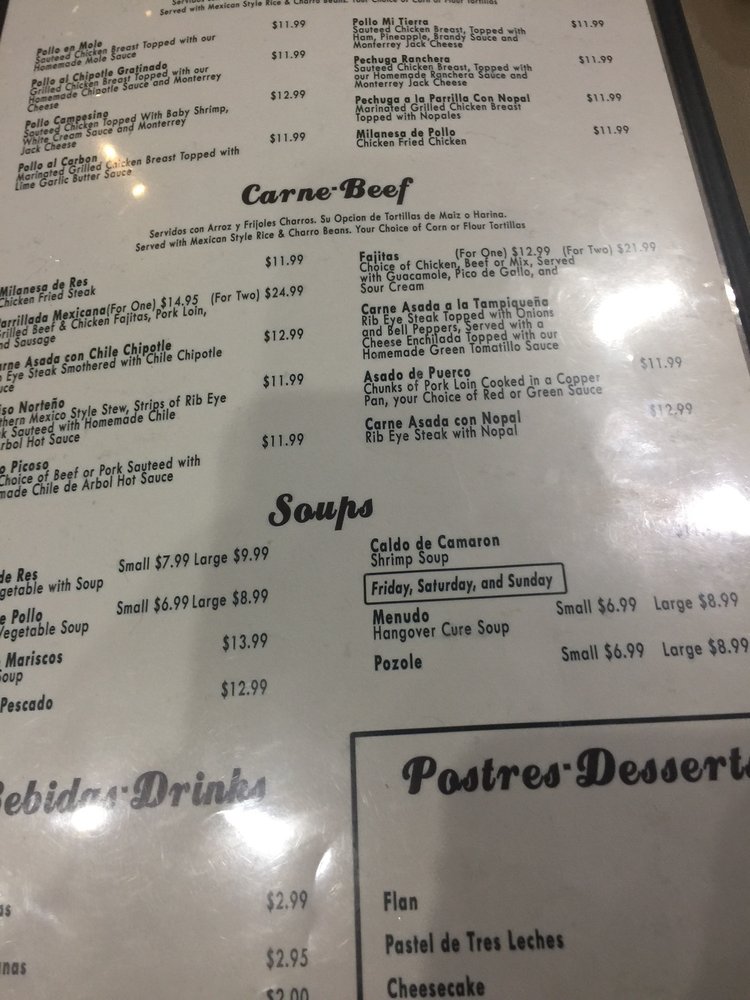 Served with Mexican Style Rice & Charro Beans. Your Choice of Corn or Flour Tortillas
$11.99
Pollo en Mole
Sauteed Chicken Breast Topped with our
Homemade Mole Sauce
$11.99
Pollo al Chipotle Gratinado
Grilled Chicken Breast Topped with our
Homemade Chipotle Sauce and Monterrey
Cheese
$12.99
Pollo Campesino
Sauteed Chicken Topped With Baby Shrimp,
White Cream Sauce and Monterrey
Jack Cheese
$11.99
Pollo al Carbon
Marinated Grilled Chicken Breast Topped with
Lime Garlic Butter Sauce
Pollo Mi Tierra $11.99
Sauteed Chicken Breast, Topped with
Ham, Pineapple, Brandy Sauce and
Monterrey Jack Cheese
Pechuga Ranchera $11.99
Sauteed Chicken Breast, Topped with
our Homemade Ranchera Sauce and
Monterrey Jack Cheese
Pechuga a la Parrilla Con Nopal $11.99
Marinated Grilled Chicken Breast
Topped with Nopales
Milanesa de Pollo $11.99
Chicken Fried Chicken
Carne-Beef
Servidos con Arroz y Frijoles Charros. Su Opcion de Tortillas de Maiz o Harina.
Served with Mexican Style Rice & Charro Beans. Your Choice of Corn or Flour Tortillas
$11.99
Milanesa de Res
Chicken Fried Steak
Parrillada Mexicana(For One) $14.95 (For Two) $24.99
rilled Beef & Chicken Fajitas, Pork Loin,
nd Sausage
$12.99
arne Asada con Chile Chipotle
Eye Steak Smothered with Chile Chipotle
uce
$11.99
iso Norteño
thern Mexico Style Stew, Strips of Rib Eye
k Sauteed with Homemade Chile
Arbol Hot Sauce
$11.99
o Picoso
Choice of Beef or Pork Sauteed with
made Chile de Arbol Hot Sauce
Fajitas (For One) $12.99 (For Two) $21.99
Choice of Chicken, Beef or Mix, Served
with Guacamole, Pico de Gallo, and
Sour Cream
Carne Asada a la Tampiqueña
Rib Eye Steak Topped with Onions
and Bell Peppers, Served with a
Cheese Enchilada Topped with our
Homemade Green Tomatillo Sauce
Asado de Puerco $11.99
Chunks of Pork Loin Cooked in a Copper
Pan, your Choice of Red or Green Sauce
Carne Asada con Nopal $12.99
Rib Eye Steak with Nopal
Soups
de Res Small $7.99 Large $9.99
getable with Soup
e Pollo Small $6.99 Large $8.99
Vegetable Soup
Mariscos $13.99
oup
Pescado $12.99
Caldo de Camaron
Shrimp Soup
Friday, Saturday, and Sunday
Menudo Small $6.99 Large $8.99
Hangover Cure Soup
Pozole Small $6.99 Large $8.99
Bebidas-Drinks
as $2.99
nas $2.95
$2.00
Postres-Desserts
Flan
Pastel de Tres Leches
Cheesecake